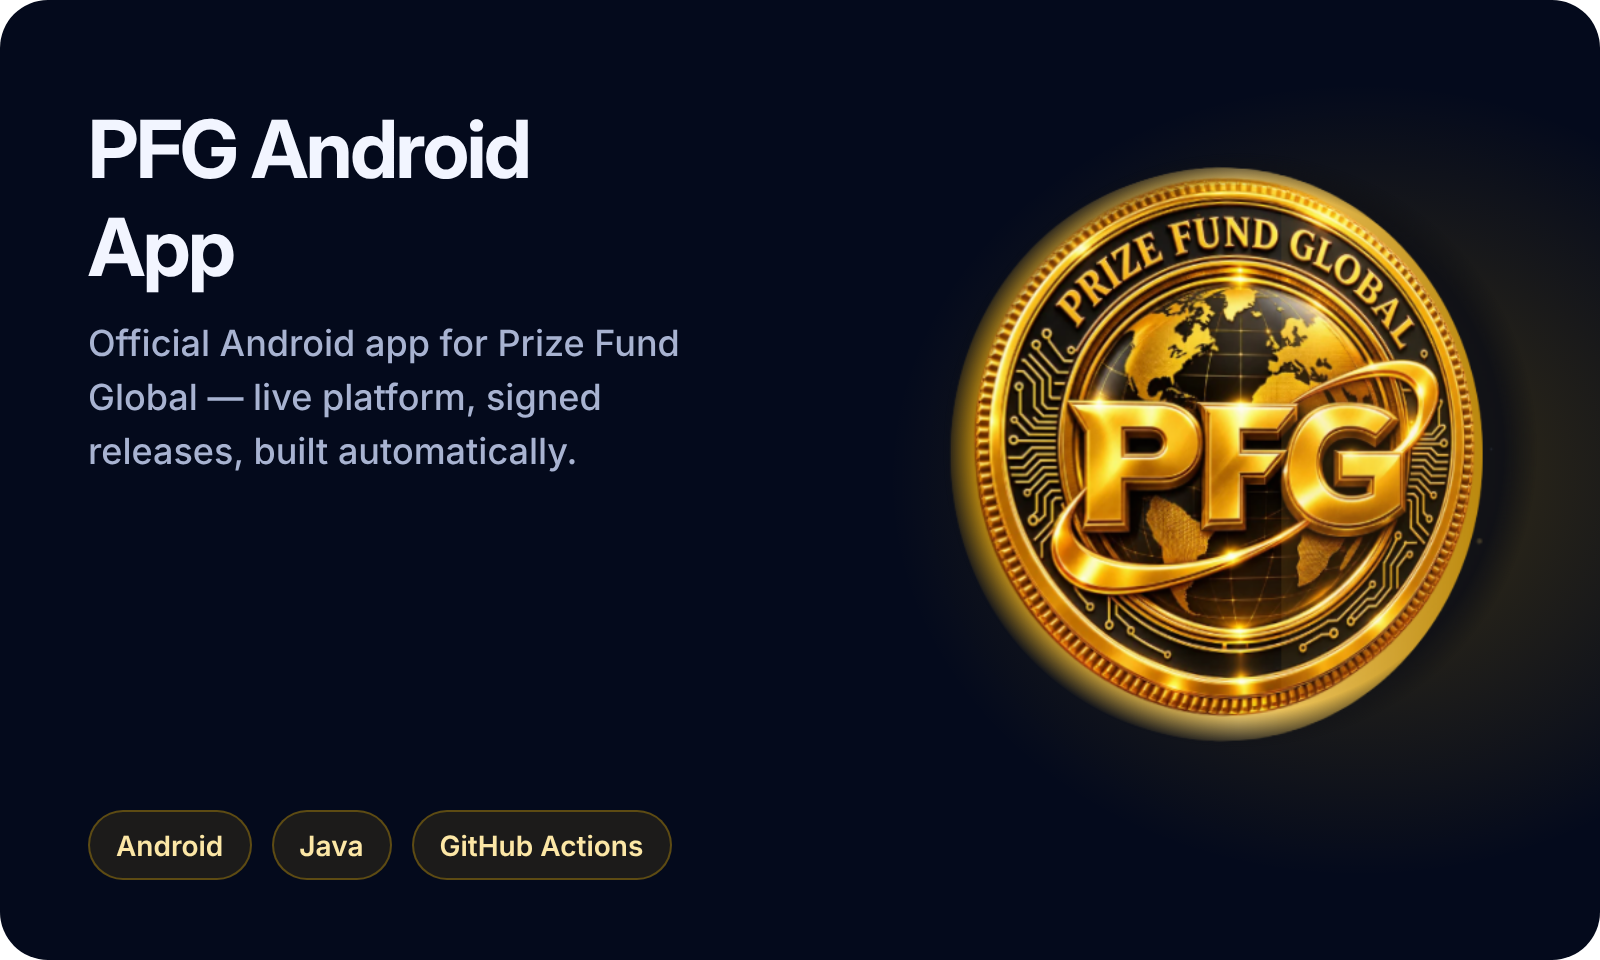 PFG Android
App
Official Android app for Prize Fund
Global — live platform, signed
releases, built automatically.
PRIZE FUND GLOBAL
PFG
Android
Java
GitHub Actions